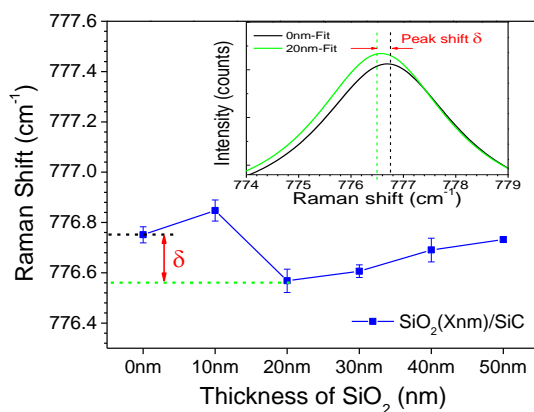 777.6
777.4
777.2
777.0
776.8
776.6
776.4
Raman Shift (cm-1)
0nm
10nm
20nm
30nm
40nm
50nm
Thickness of SiO2 (nm)
δ
SiO2(Xnm)/SiC
0nm-Fit
20nm-Fit
Peak shift δ
Intensity (counts)
774
775
776
777
778
779
Raman shift (cm-1)